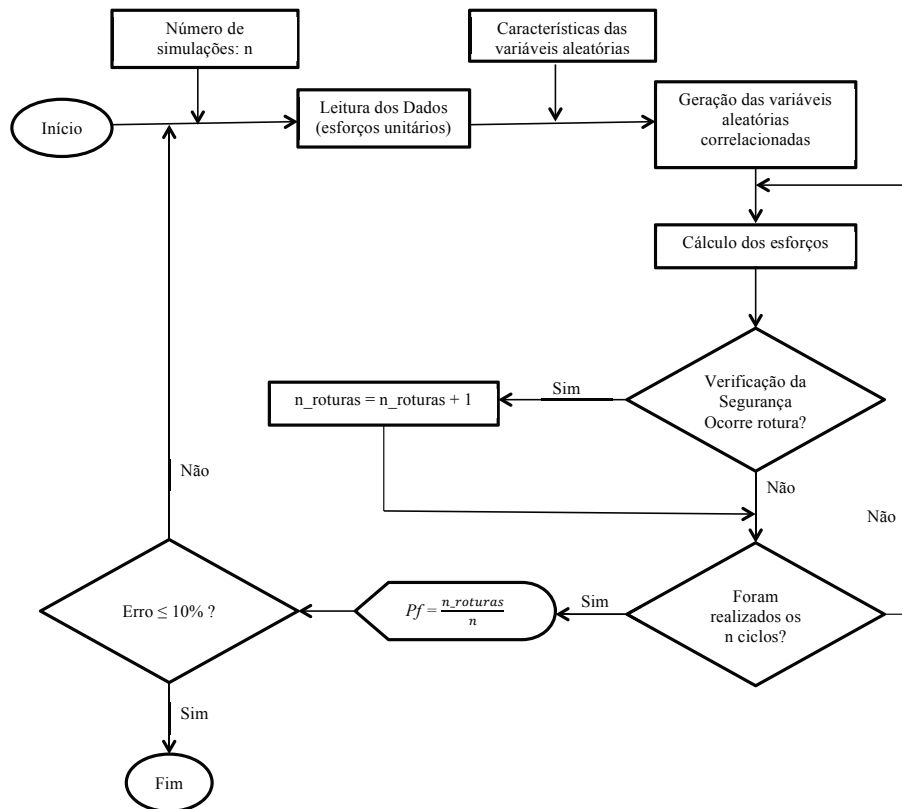 Número de
simulações: n
Características das
variáveis aleatórias
Início
Leitura dos Dados
(esforços unitários)
Geração das variáveis
aleatórias
correlacionadas
Cálculo dos esforços
Verificação da
Segurança
Ocorre rotura?
Sim
n_roturas = n_roturas + 1
Não
Não
Não
Foram
realizados os
n ciclos?
Sim
Pf = n_roturas
n
Erro ≤ 10% ?
Sim
Fim